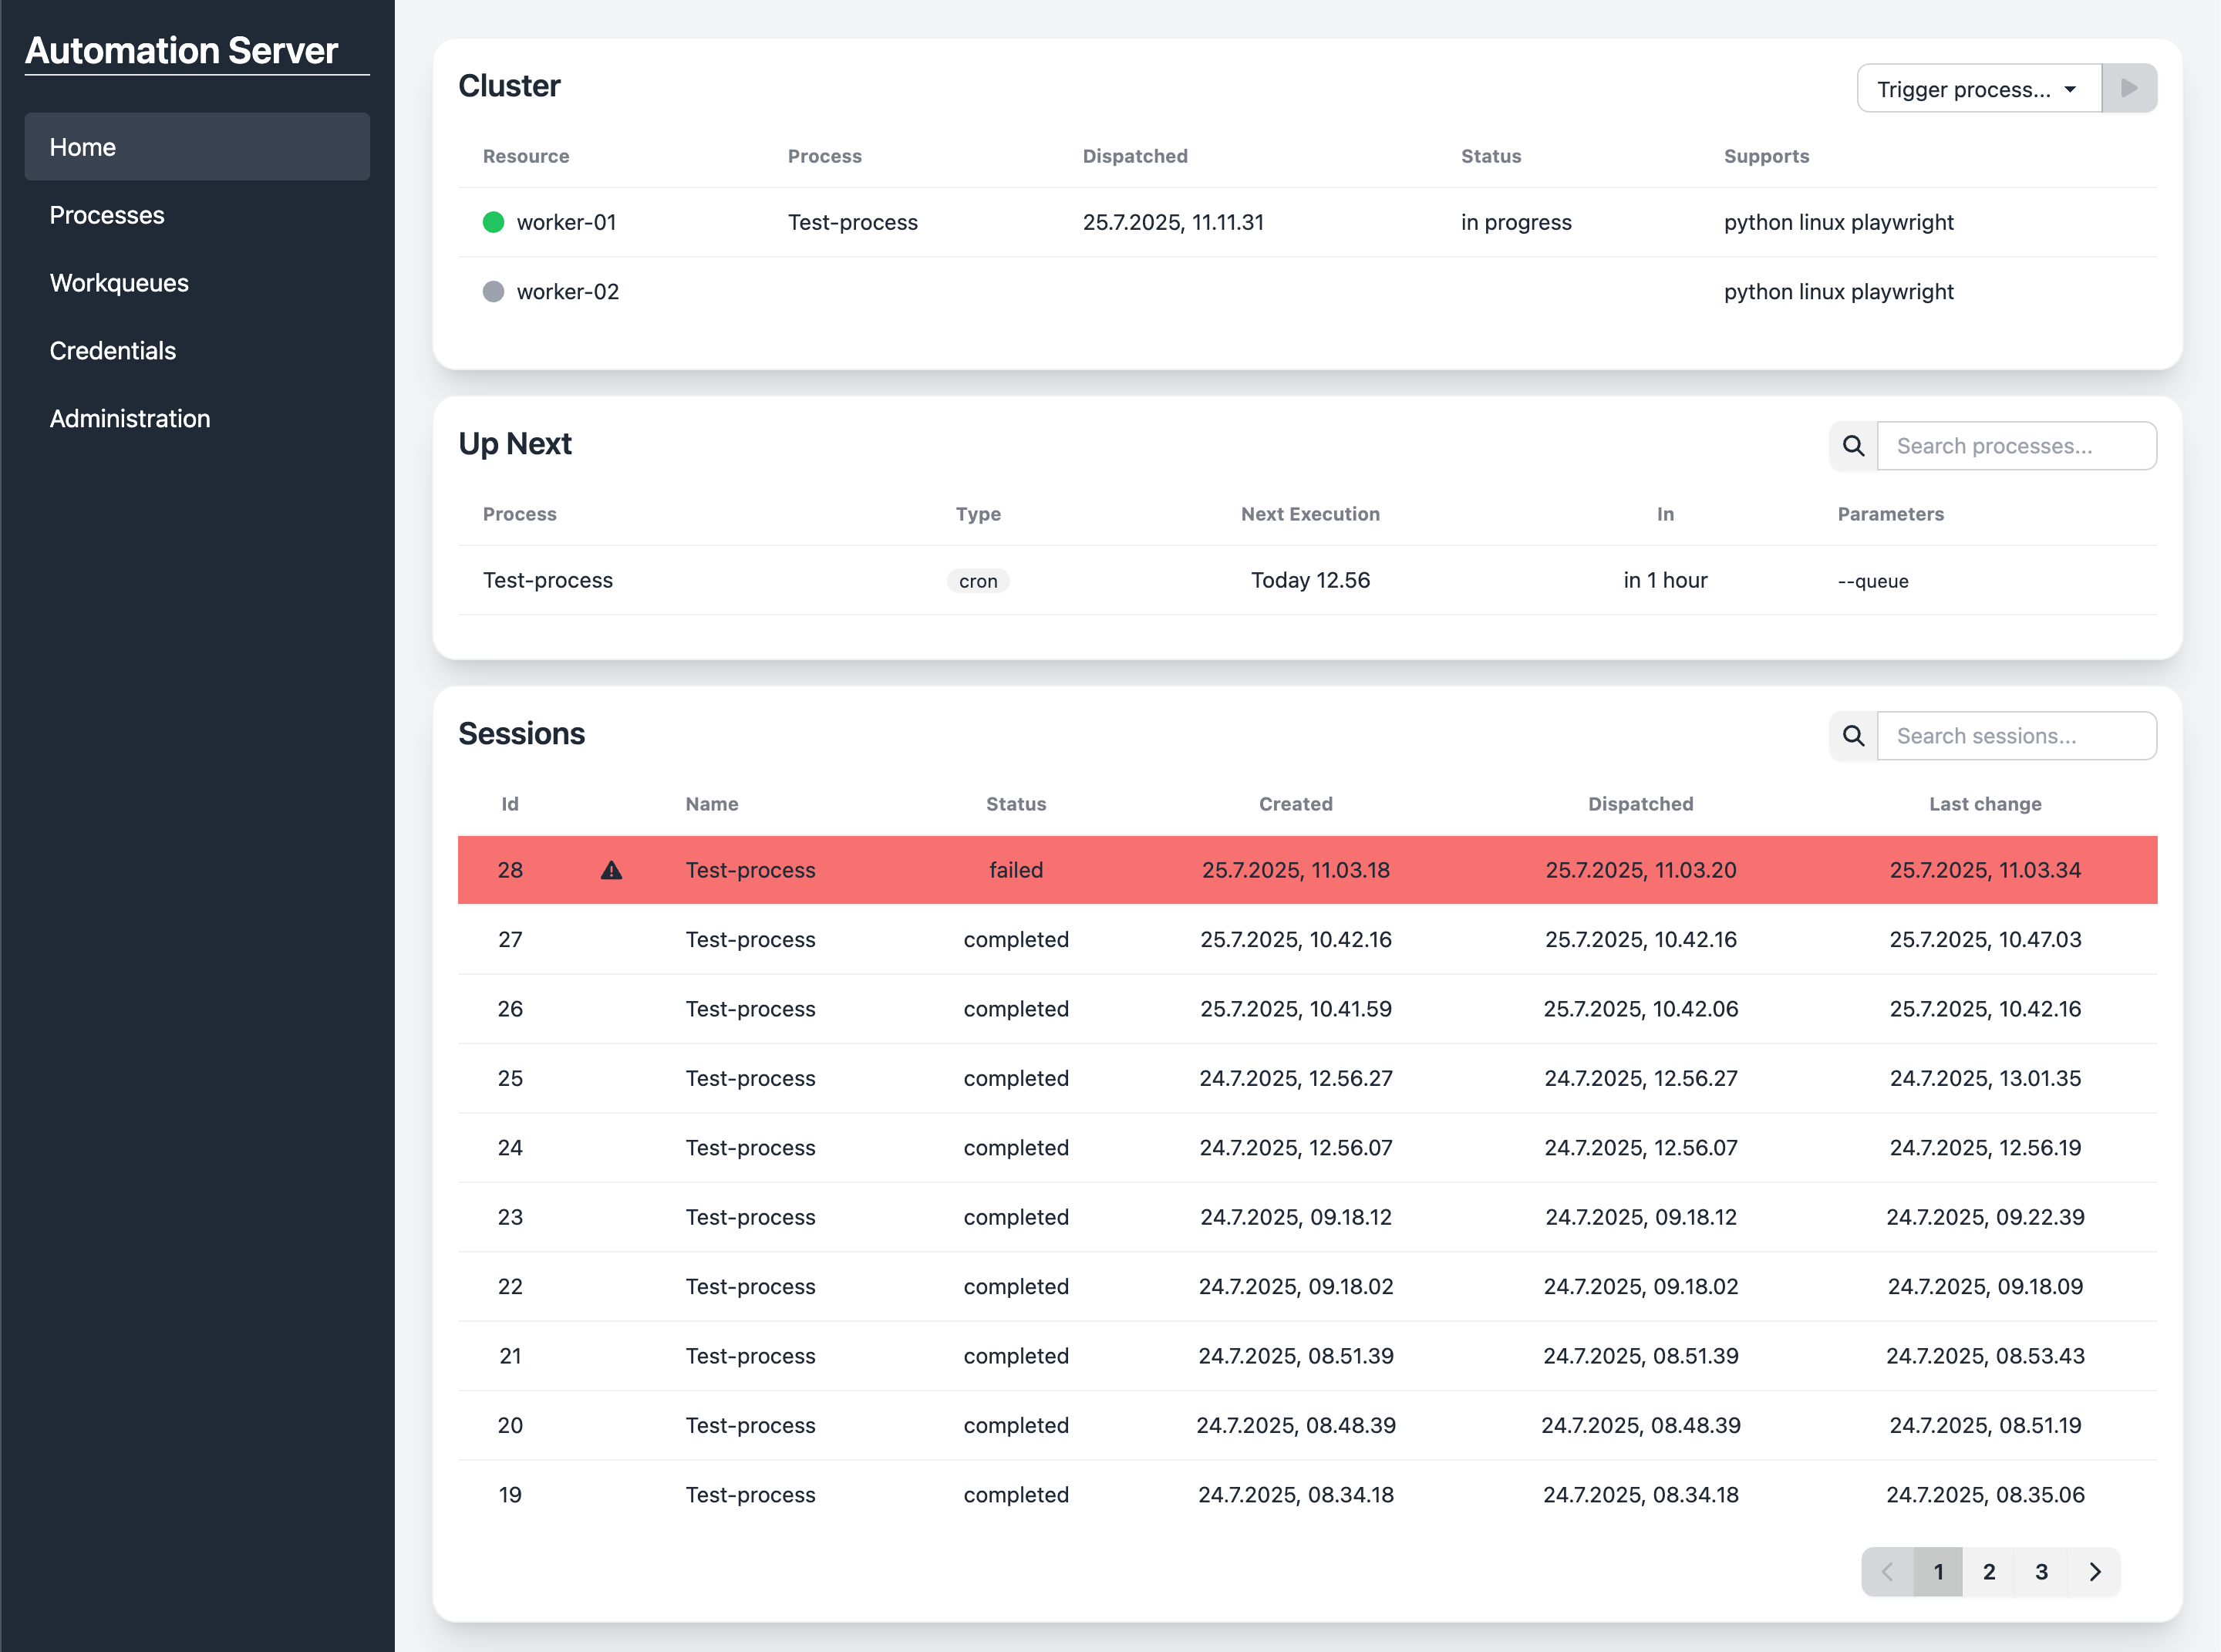 Automation Server
Home
Processes
Workqueues
Credentials
Administration
Cluster
Trigger process...
Resource Process Dispatched Status Supports
worker-01 Test-process 25.7.2025, 11.11.31 in progress python linux playwright
worker-02 python linux playwright
Up Next
Search processes...
Process Type Next Execution In Parameters
Test-process cron Today 12.56 in 1 hour --queue
Sessions
Search sessions...
Id Name Status Created Dispatched Last change
28 Test-process failed 25.7.2025, 11.03.18 25.7.2025, 11.03.20 25.7.2025, 11.03.34
27 Test-process completed 25.7.2025, 10.42.16 25.7.2025, 10.42.16 25.7.2025, 10.47.03
26 Test-process completed 25.7.2025, 10.41.59 25.7.2025, 10.42.06 25.7.2025, 10.42.16
25 Test-process completed 24.7.2025, 12.56.27 24.7.2025, 12.56.27 24.7.2025, 13.01.35
24 Test-process completed 24.7.2025, 12.56.07 24.7.2025, 12.56.07 24.7.2025, 12.56.19
23 Test-process completed 24.7.2025, 09.18.12 24.7.2025, 09.18.12 24.7.2025, 09.22.39
22 Test-process completed 24.7.2025, 09.18.02 24.7.2025, 09.18.02 24.7.2025, 09.18.09
21 Test-process completed 24.7.2025, 08.51.39 24.7.2025, 08.51.39 24.7.2025, 08.53.43
20 Test-process completed 24.7.2025, 08.48.39 24.7.2025, 08.48.39 24.7.2025, 08.51.19
19 Test-process completed 24.7.2025, 08.34.18 24.7.2025, 08.34.18 24.7.2025, 08.35.06
1 2 3